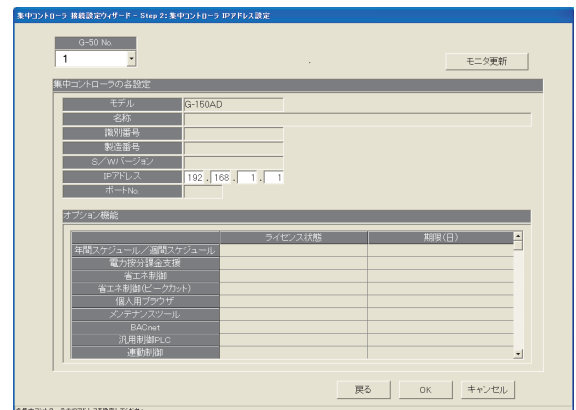 集中コントローラ 接続設定ウィザード - Step 2: 集中コントローラ IPアドレス設定
G-50 No.
1
モニタ更新
集中コントローラの各設定
モデル G-150AD
名称
識別番号
製造番号
S/Wバージョン
IPアドレス 192 . 168 . 1 . 1
ポートNo.
オプション機能
ライセンス状態 期限(日)
年間スケジュール/週間スケジュール
電力按分課金支援
省エネ制御
省エネ制御(ピークカット)
個人用ブラウザ
メンテナンスツール
BACnet
汎用制御PLC
連動制御
戻る OK キャンセル